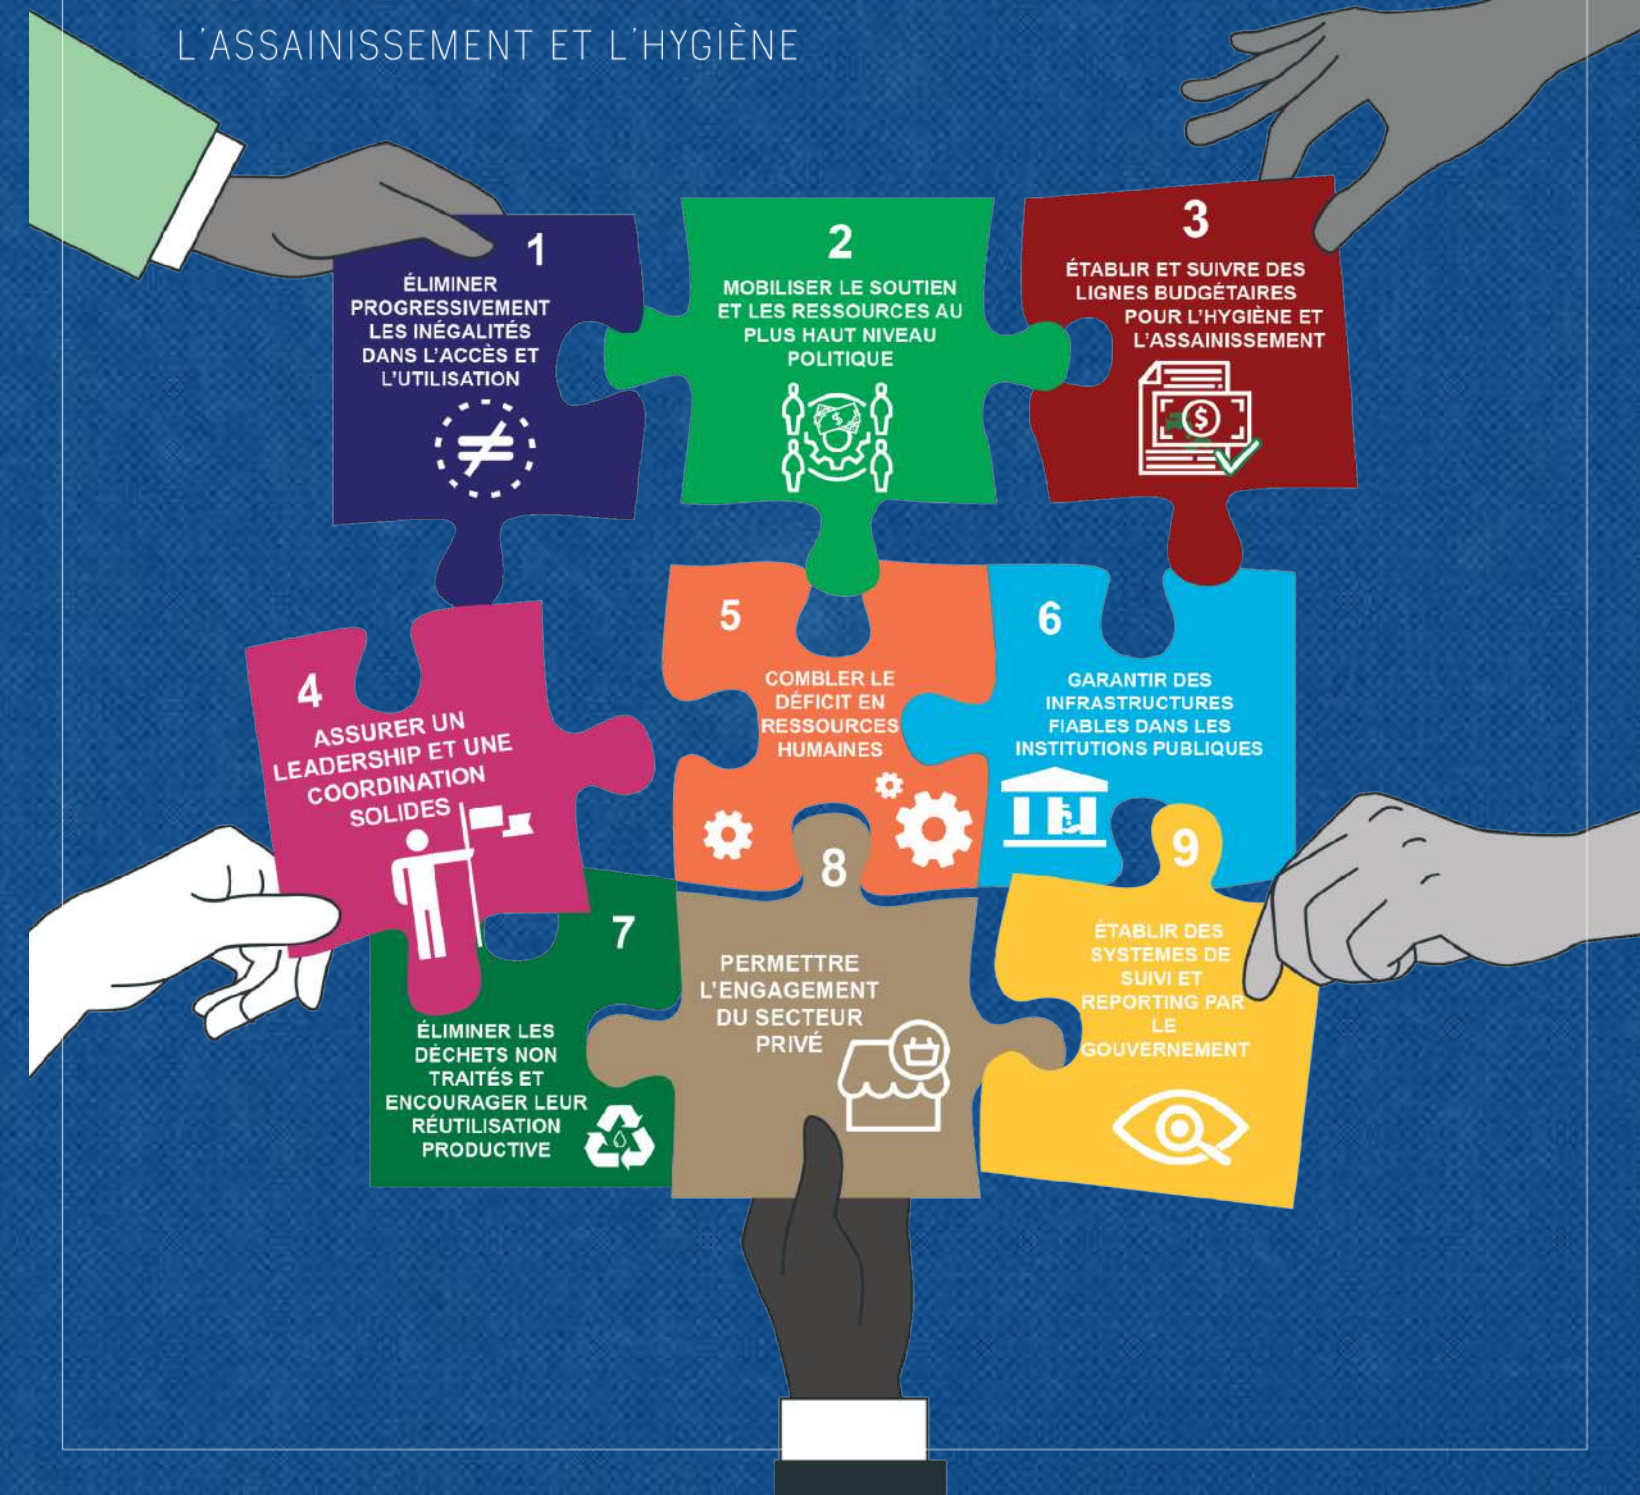 L'ASSAINISSEMENT ET L'HYGIÈNE
1
ÉLIMINER
PROGRESSIVEMENT
LES INÉGALITÉS
DANS L'ACCÈS ET
L'UTILISATION
2
MOBILISER LE SOUTIEN
ET LES RESSOURCES AU
PLUS HAUT NIVEAU
POLITIQUE
3
ÉTABLIR ET SUIVRE DES
LIGNES BUDGÉTAIRES
POUR L'HYGIÈNE ET
L'ASSAINISSEMENT
$
$
4
ASSURER UN
LEADERSHIP ET UNE
COORDINATION
SOLIDES
5
COMBLER LE
DÉFICIT EN
RESSOURCES
HUMAINES
6
GARANTIR DES
INFRASTRUCTURES
FIABLES DANS LES
INSTITUTIONS PUBLIQUES
7
ÉLIMINER LES
DÉCHETS NON
TRAITÉS ET
ENCOURAGER LEUR
RÉUTILISATION
PRODUCTIVE
8
PERMETTRE
L'ENGAGEMENT
DU SECTEUR
PRIVÉ
9
ÉTABLIR DES
SYSTÈMES DE
SUIVI ET
REPORTING PAR
LE
GOUVERNEMENT